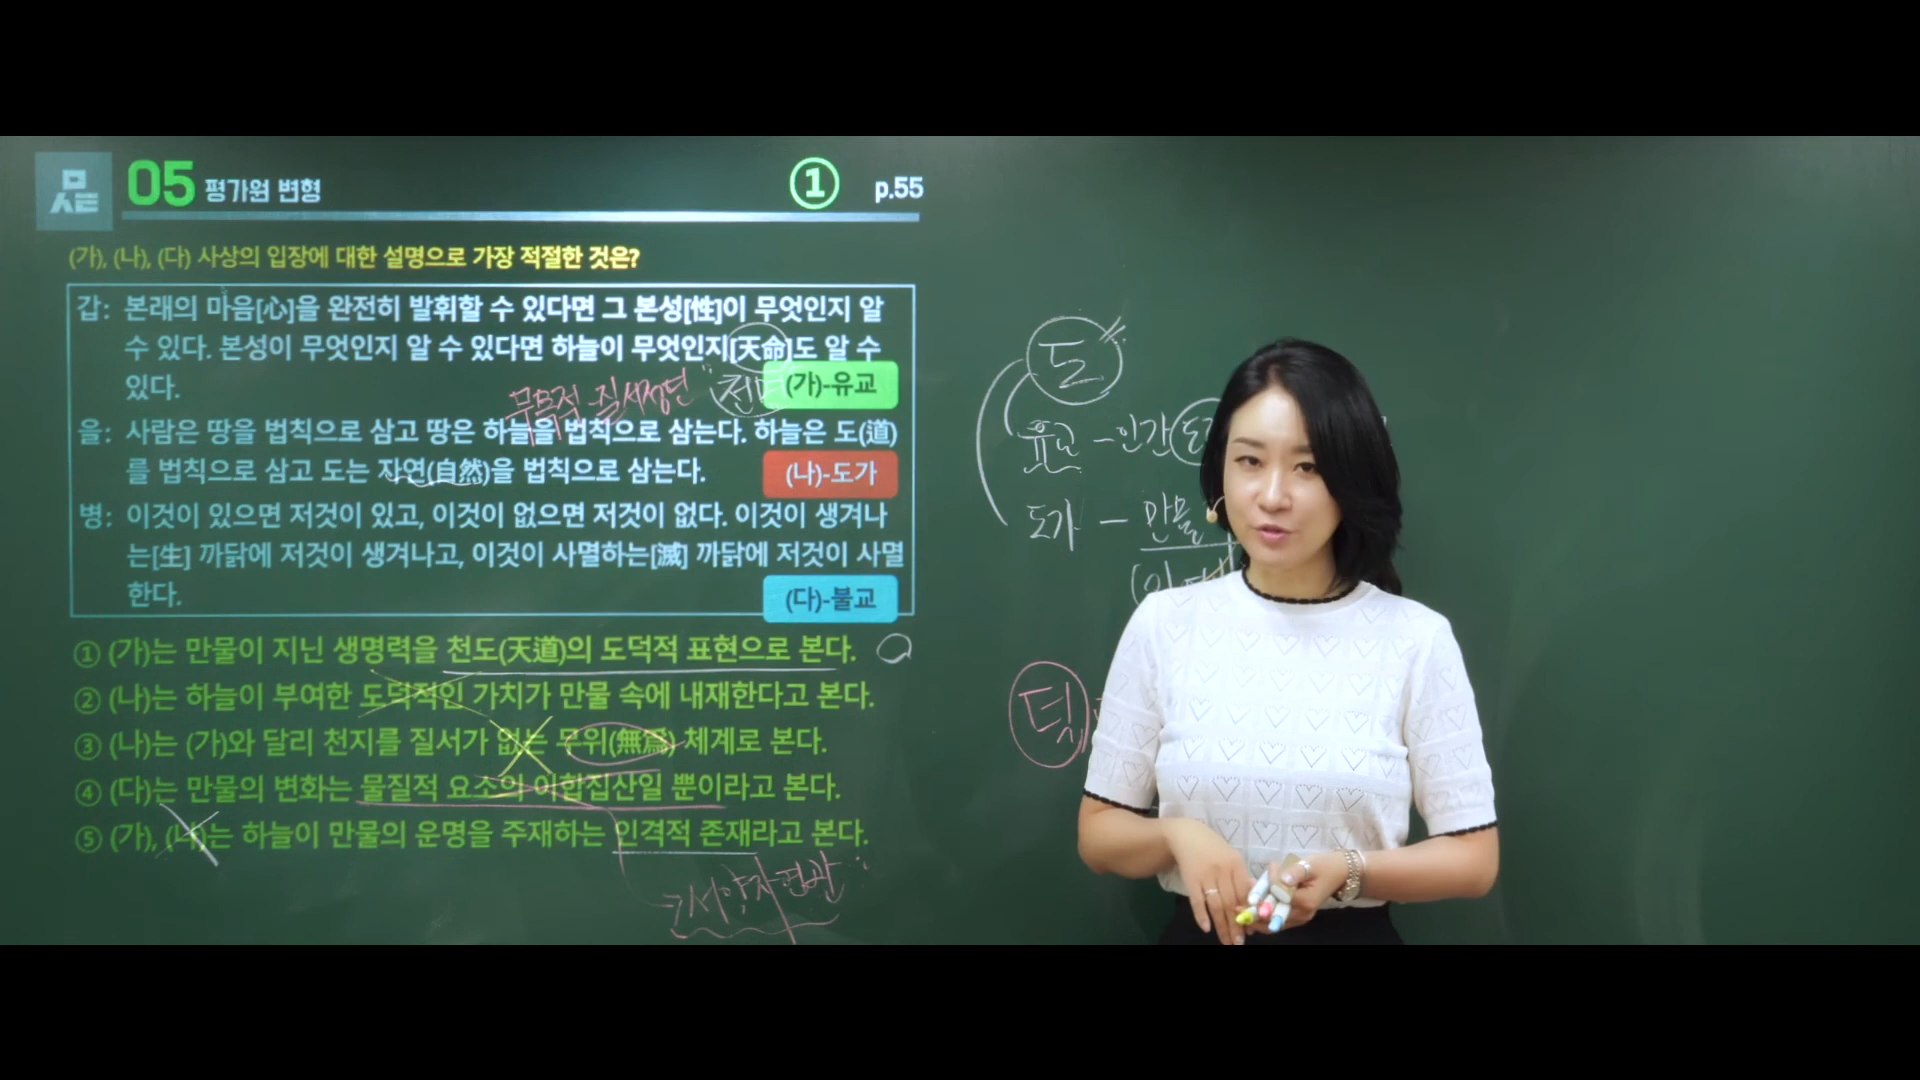 모든
05 평가원 변형
① p.55
(가), (나), (다) 사상의 입장에 대한 설명으로 가장 적절한 것은?
갑: 본래의 마음[心]을 완전히 발휘할 수 있다면 그 본성[性]이 무엇인지 알
수 있다. 본성이 무엇인지 알 수 있다면 하늘이 무엇인지[天命]도 알 수
있다.
(가)-유교
을: 사람은 땅을 법칙으로 삼고 땅은 하늘을 법칙으로 삼는다. 하늘은 도(道)
를 법칙으로 삼고 도는 자연(自然)을 법칙으로 삼는다.
(나)-도가
병: 이것이 있으면 저것이 있고, 이것이 없으면 저것이 없다. 이것이 생겨나
는[生] 까닭에 저것이 생겨나고, 이것이 사멸하는[滅] 까닭에 저것이 사멸
한다.
(다)-불교
① (가)는 만물이 지닌 생명력을 천도(天道)의 도덕적 표현으로 본다.
② (나)는 하늘이 부여한 도덕적인 가치가 만물 속에 내재한다고 본다.
③ (나)는 (가)와 달리 천지를 질서가 없는 무위(無爲) 체계로 본다.
④ (다)는 만물의 변화는 물질적 요소의 이합집산일 뿐이라고 본다.
⑤ (가), (나)는 하늘이 만물의 운명을 주재하는 인격적 존재라고 본다.
도
유교 - 인간
도가 - 만물